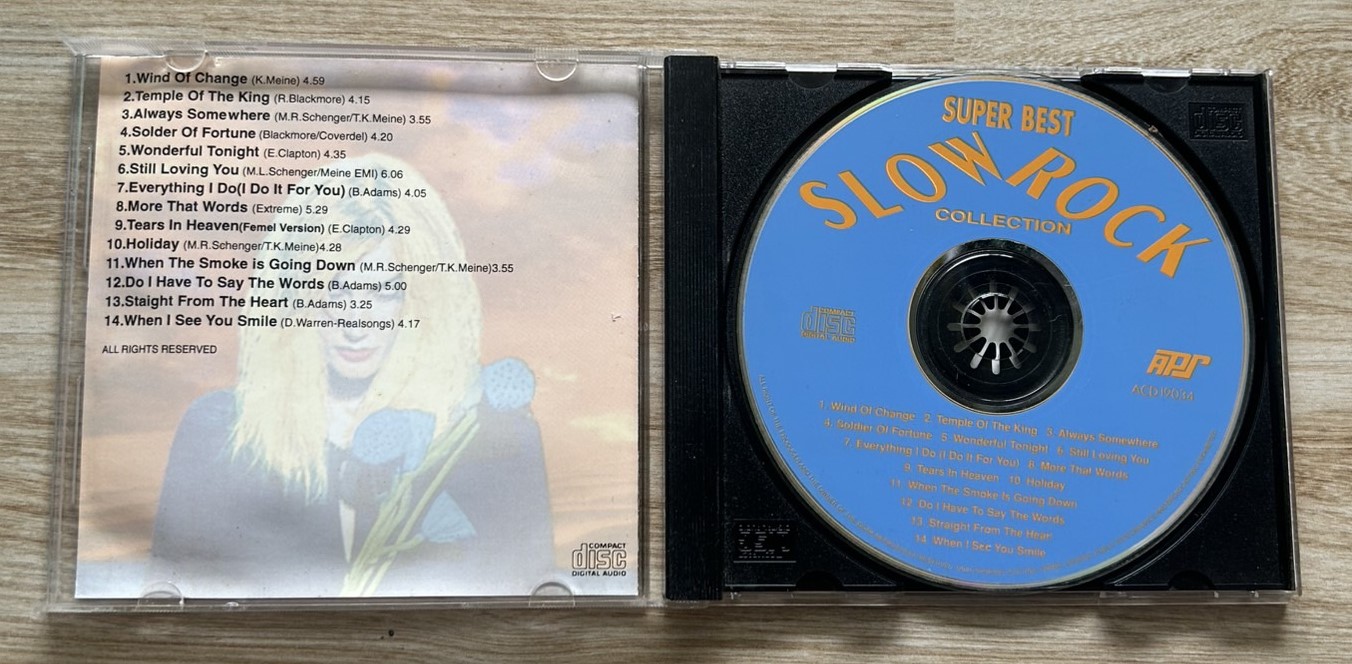 1.Wind Of Change (K.Meine) 4.59
2.Temple Of The King (R.Blackmore) 4.15
3.Always Somewhere (M.R.Schenger/T.K.Meine) 3.55
4.Solder Of Fortune (Blackmore/Coverdel) 4.20
5.Wonderful Tonight (E.Clapton) 4.35
6.Still Loving You (M.L.Schenger/Meine EMI) 6.06
7.Everything I Do(I Do It For You) (B.Adams) 4.05
8.More That Words (Extreme) 5.29
9.Tears In Heaven(Femel Version) (E.Clapton) 4.29
10.Holiday (M.R.Schenger/T.K.Meine)4.28
11.When The Smoke is Going Down (M.R.Schenger/T.K.Meine)3.55
12.Do I Have To Say The Words (B.Adams) 5.00
13.Staight From The Heart (B.Adams) 3.25
14.When I See You Smile (D.Warren-Realsongs) 4.17
ALL RIGHTS RESERVED
COMPACT
disc
DIGITAL AUDIO
SUPER BEST
SLOW ROCK
COLLECTION
COMPACT
disc
DIGITAL AUDIO
APS
ACD19034
1. Wind Of Change 2. Temple Of The King 3. Always Somewhere
4. Soldier Of Fortune 5. Wonderful Tonight 6. Still Loving You
7. Everything I Do (I Do It For You) 8. More That Words
9. Tears In Heaven 10. Holiday
11. When The Smoke Is Going Down
12. Do I Have To Say The Words
13. Straight From The Heart
14. When I See You Smile